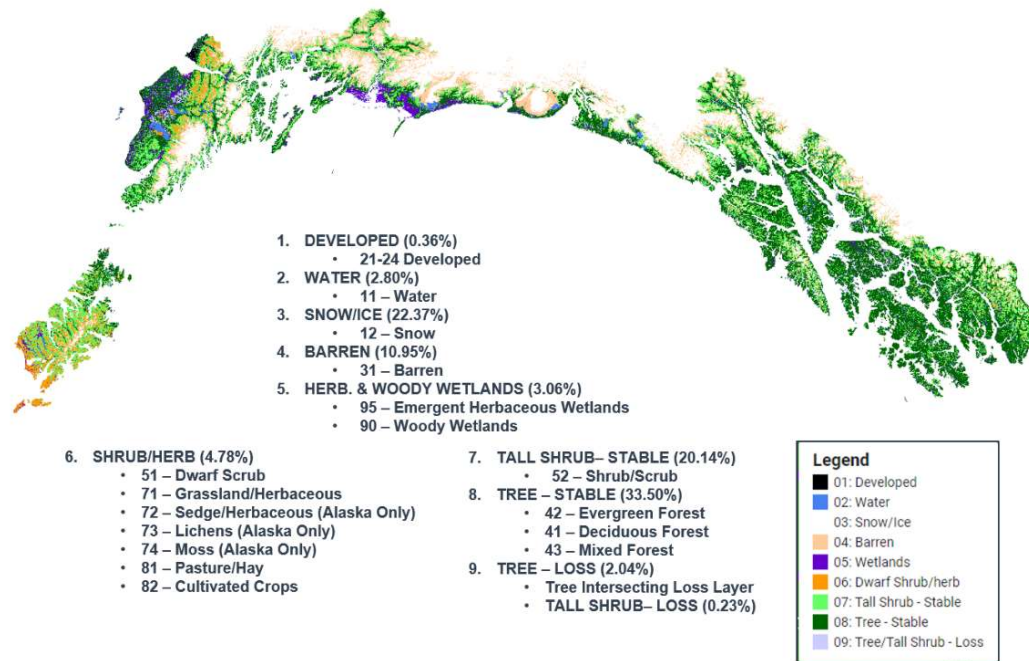 1. DEVELOPED (0.36%)
• 21-24 Developed
2. WATER (2.80%)
• 11 – Water
3. SNOW/ICE (22.37%)
• 12 – Snow
4. BARREN (10.95%)
• 31 – Barren
5. HERB. & WOODY WETLANDS (3.06%)
• 95 – Emergent Herbaceous Wetlands
• 90 – Woody Wetlands
6. SHRUB/HERB (4.78%)
• 51 – Dwarf Scrub
• 71 – Grassland/Herbaceous
• 72 – Sedge/Herbaceous (Alaska Only)
• 73 – Lichens (Alaska Only)
• 74 – Moss (Alaska Only)
• 81 – Pasture/Hay
• 82 – Cultivated Crops
7. TALL SHRUB– STABLE (20.14%)
• 52 – Shrub/Scrub
8. TREE – STABLE (33.50%)
• 42 – Evergreen Forest
• 41 – Deciduous Forest
• 43 – Mixed Forest
9. TREE – LOSS (2.04%)
• Tree Intersecting Loss Layer
• TALL SHRUB– LOSS (0.23%)
Legend
01: Developed
02: Water
03: Snow/Ice
04: Barren
05: Wetlands
06: Dwarf Shrub/herb
07: Tall Shrub - Stable
08: Tree - Stable
09: Tree/Tall Shrub - Loss